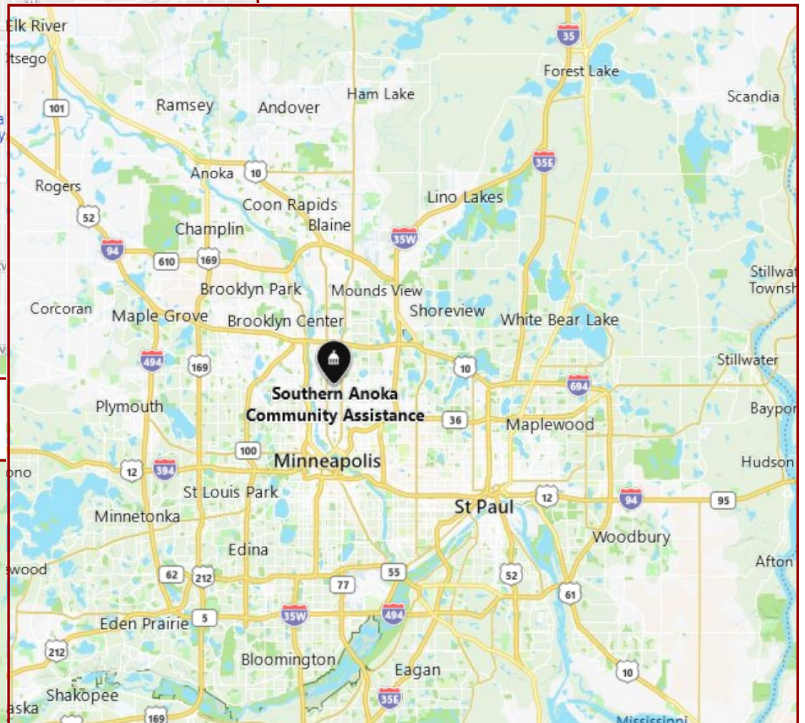 Elk River
35
Forest Lake
101
Ramsey
Andover
Ham Lake
Scandia
10
35E
Anoka
Rogers
Coon Rapids
Lino Lakes
52
Champlin
Blaine
94
35W
610
169
Brooklyn Park
Mounds View
Corcoran
Maple Grove
Brooklyn Center
Shoreview
White Bear Lake
494
169
10
Stillwater
Southern Anoka
Community Assistance
694
Plymouth
36
Maplewood
100
Minneapolis
12
394
Hudson
St Louis Park
St Paul
12
94
95
Minnetonka
Edina
Woodbury
Afton
62
212
77
55
52
61
Eden Prairie
5
35W
494
212
Bloomington
Eagan
10
Shakopee
35E
169